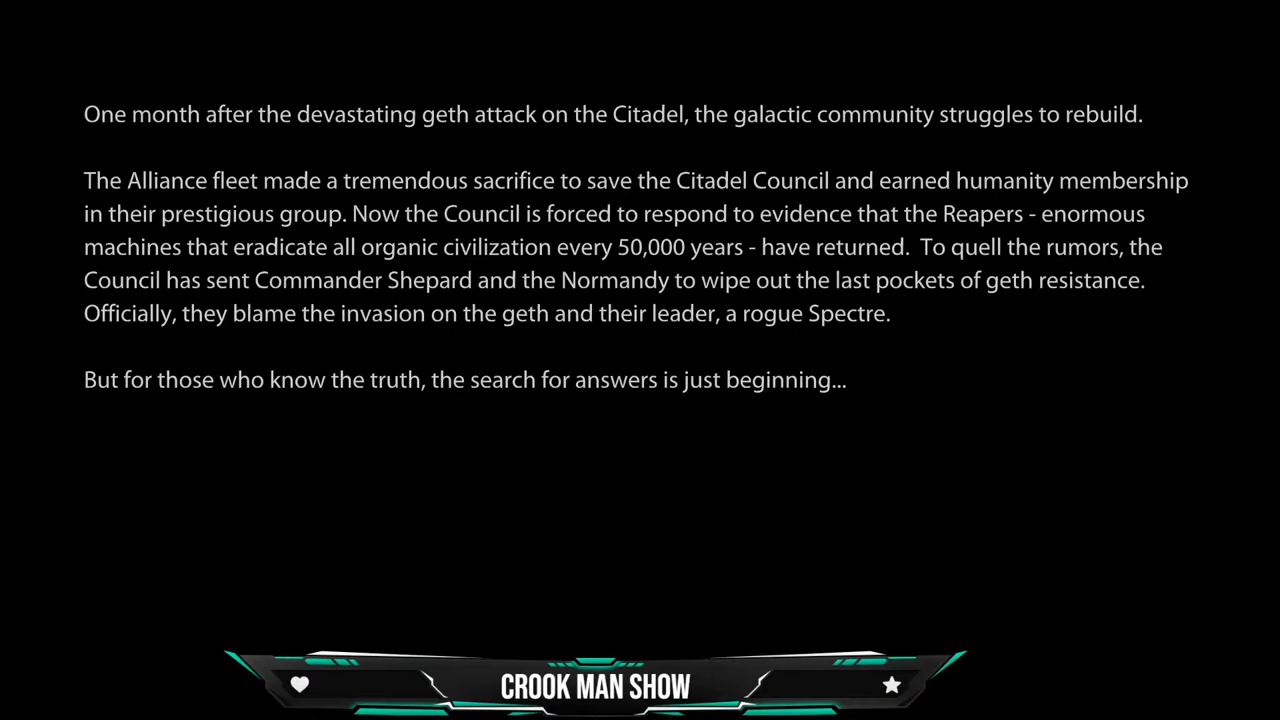 One month after the devastating geth attack on the Citadel, the galactic community struggles to rebuild.
The Alliance fleet made a tremendous sacrifice to save the Citadel Council and earned humanity membership
in their prestigious group. Now the Council is forced to respond to evidence that the Reapers - enormous
machines that eradicate all organic civilization every 50,000 years - have returned.  To quell the rumors, the
Council has sent Commander Shepard and the Normandy to wipe out the last pockets of geth resistance.
Officially, they blame the invasion on the geth and their leader, a rogue Spectre.
But for those who know the truth, the search for answers is just beginning...
CROOK MAN SHOW